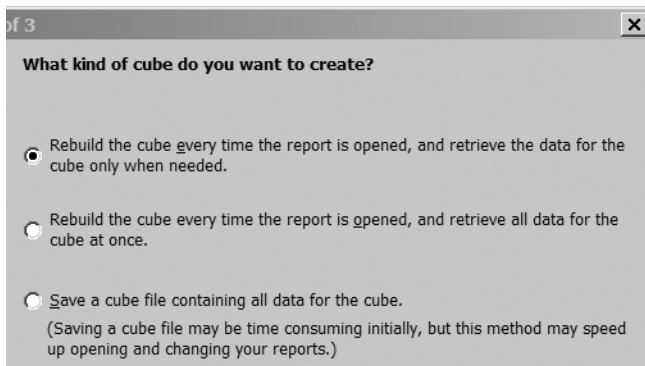 of 3
What kind of cube do you want to create?
Rebuild the cube every time the report is opened, and retrieve the data for the
cube only when needed.
Rebuild the cube every time the report is opened, and retrieve all data for the
cube at once.
Save a cube file containing all data for the cube.
(Saving a cube file may be time consuming initially, but this method may speed
up opening and changing your reports.)